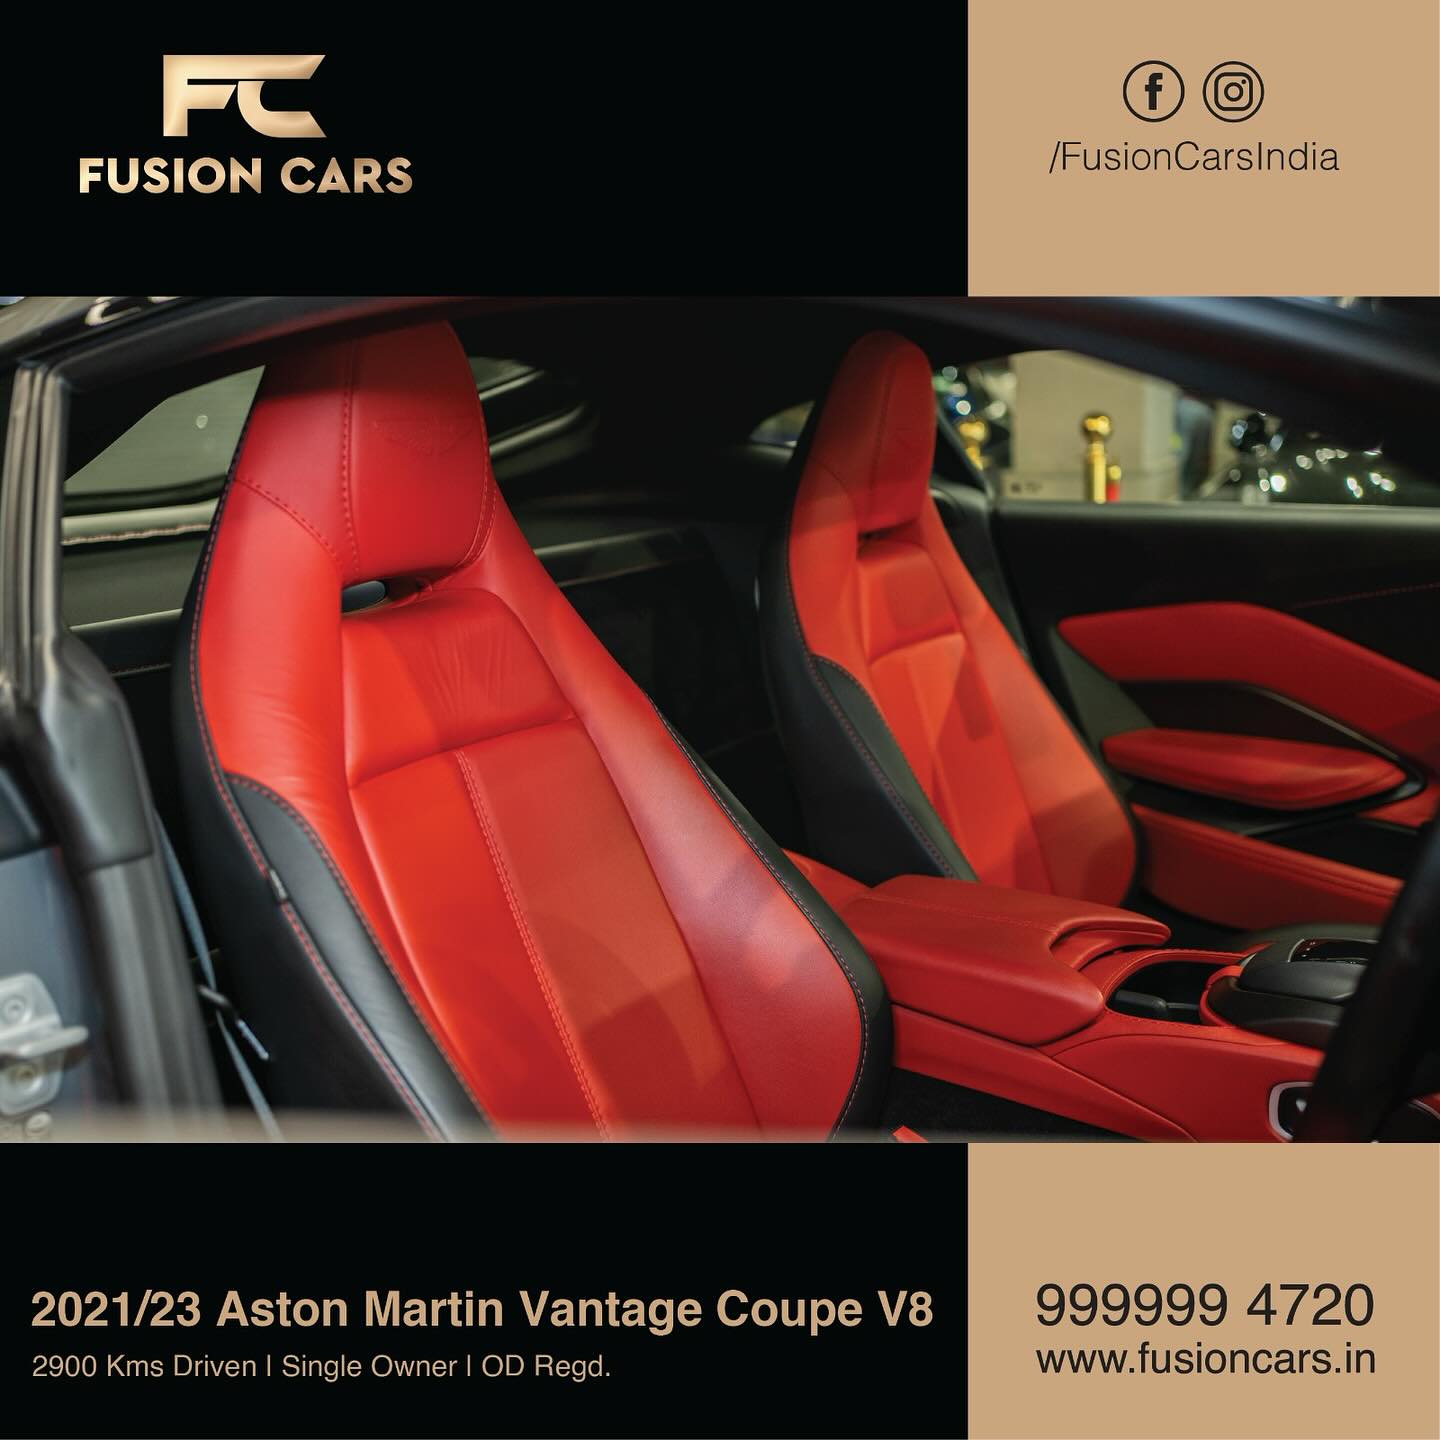 FC
FUSION CARS
/FusionCarsIndia
2021/23 Aston Martin Vantage Coupe V8
2900 Kms Driven | Single Owner | OD Regd.
999999 4720
www.fusioncars.in